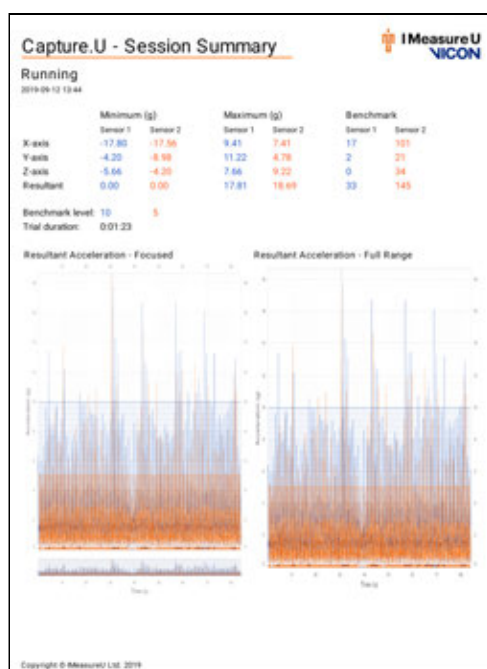 Capture.U - Session Summary
IMeasureU
VICON
Running
2019-09-12 13:44
Minimum (g) Maximum (g) Benchmark
Sensor 1 Sensor 2 Sensor 1 Sensor 2 Sensor 1 Sensor 2
X-axis -17.80 -17.56 9.41 7.41 17 101
Y-axis -4.20 -8.98 11.22 4.78 2 21
Z-axis -5.66 -4.20 7.66 9.22 0 34
Resultant 0.00 0.00 17.81 18.69 33 145
Benchmark level: 10 5
Trial duration: 0:01:23
Resultant Acceleration - Focused Resultant Acceleration - Full Range
Acceleration (g) Acceleration (g)
Copyright © IMeasureU Ltd. 2019